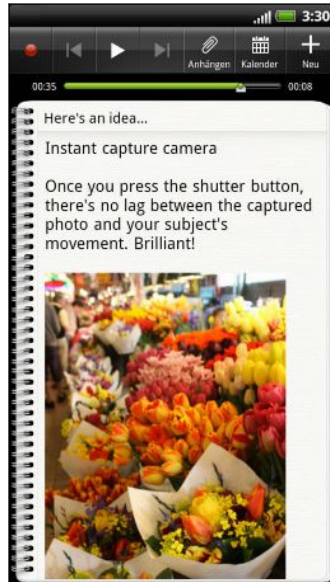 3:30
Anhängen Kalender Neu
00:35 00:08
Here's an idea...
Instant capture camera
Once you press the shutter button,
there's no lag between the captured
photo and your subject's
movement. Brilliant!